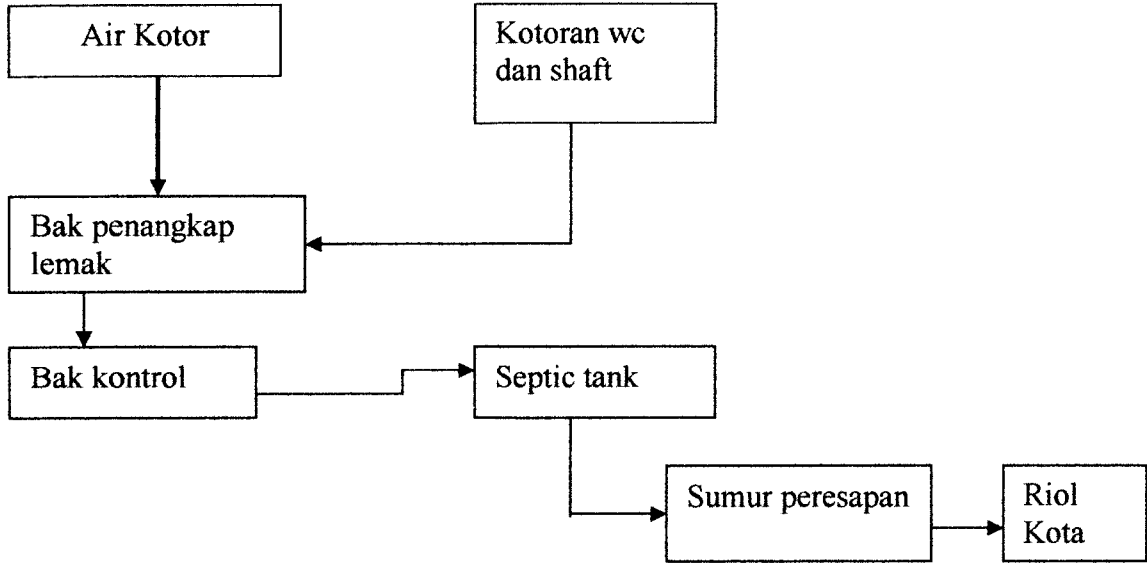 Air Kotor
Kotoran wc
dan shaft
Bak penangkap
lemak
Bak kontrol
Septic tank
Sumur peresapan
Riol
Kota